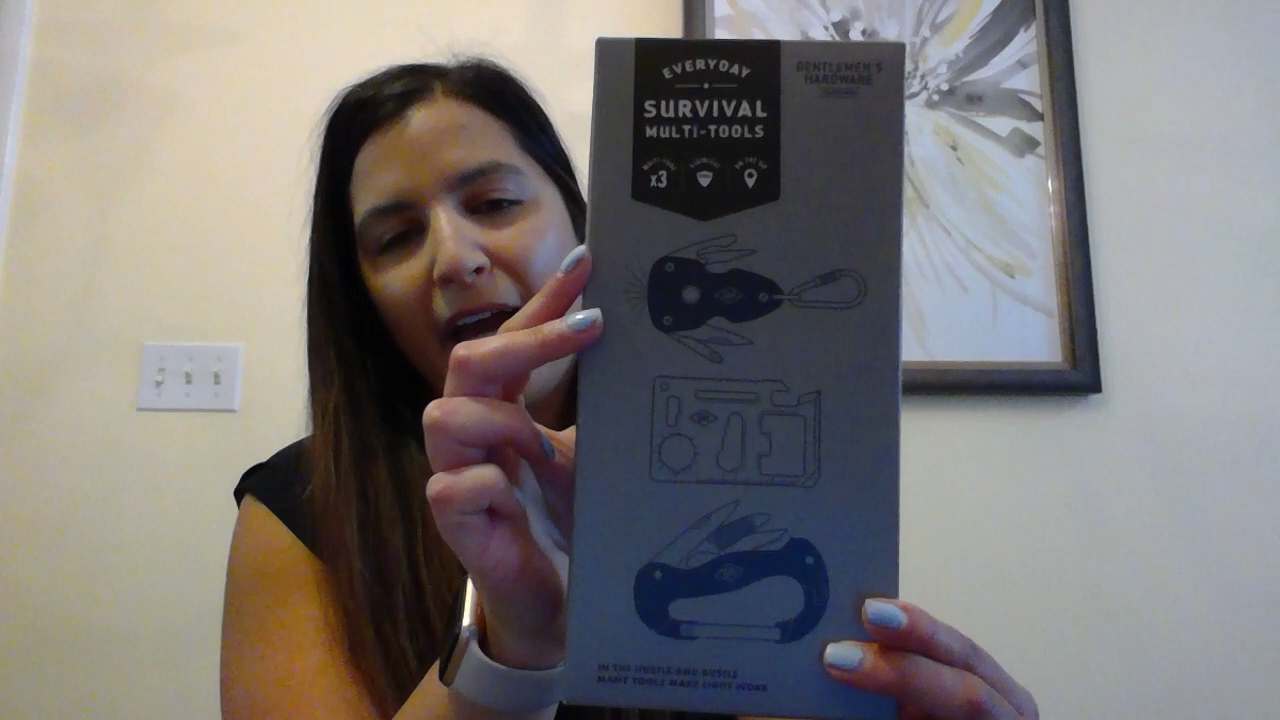 EVERYDAY
SURVIVAL
MULTI-TOOLS
GENTLEMEN'S
HARDWARE
x3
IN THE HUSTLE AND BUSTLE
MANY TOOLS MAKE LIGHT WORK